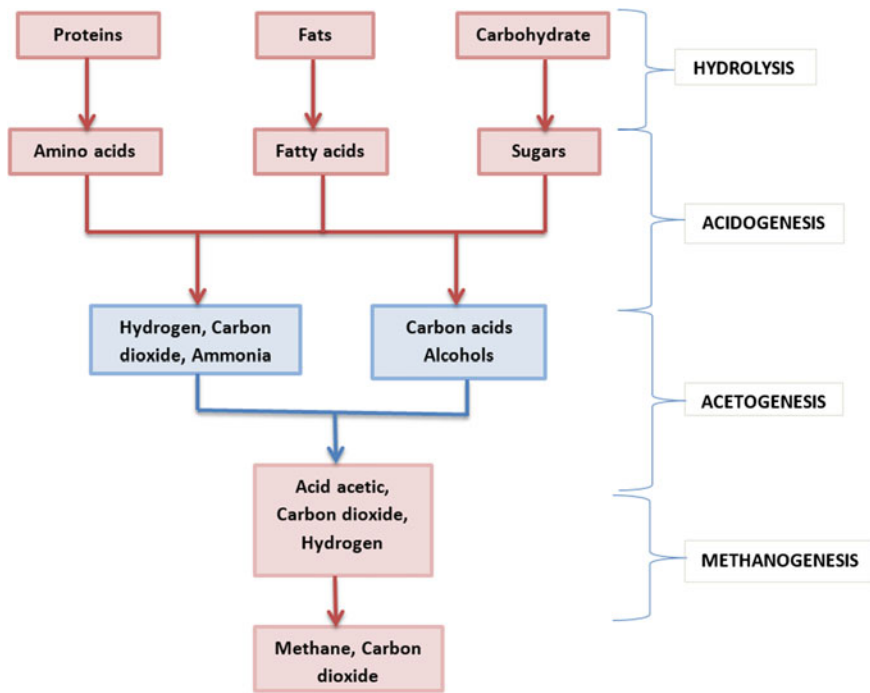 Proteins
Fats
Carbohydrate
HYDROLYSIS
Amino acids
Fatty acids
Sugars
ACIDOGENESIS
Hydrogen, Carbon
dioxide, Ammonia
Carbon acids
Alcohols
ACETOGENESIS
Acid acetic,
Carbon dioxide,
Hydrogen
METHANOGENESIS
Methane, Carbon
dioxide